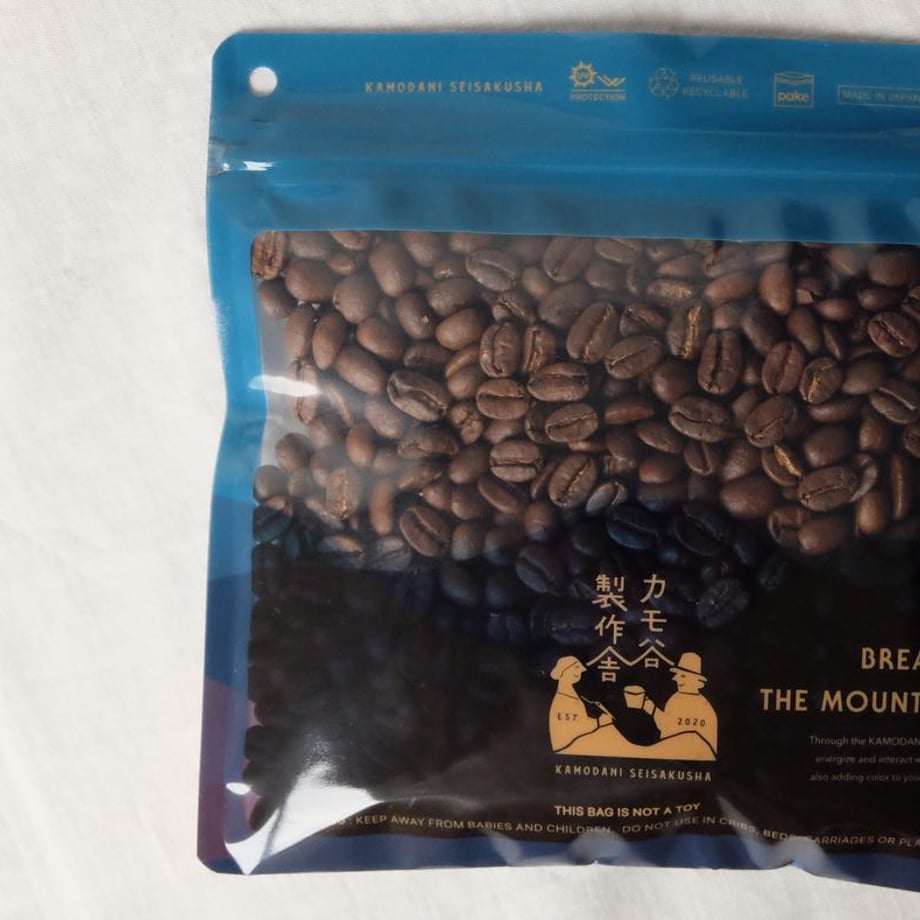 KAMODANI SEISAKUSHA
UV
PROTECTION
REUSABLE
RECYCLABLE
pake
MADE IN JAPAN
カモ谷
製作舎
EST.
2020
KAMODANI SEISAKUSHA
BREA
THE MOUNT
Through the KAMODAN
energize and interact w
also adding color to you
THIS BAG IS NOT A TOY
: KEEP AWAY FROM BABIES AND CHILDREN. DO NOT USE IN CRIBS, BEDS, CARRIAGES OR PLA